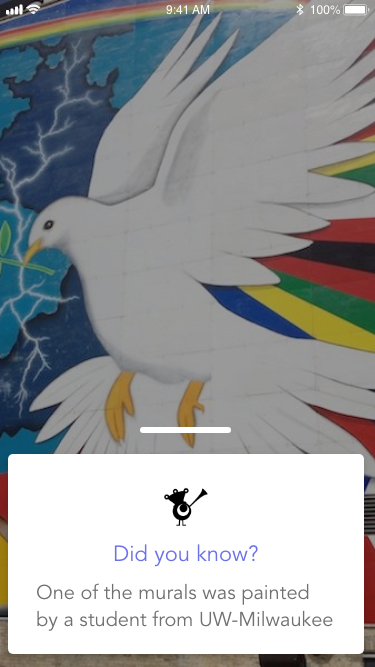 9:41 AM 100%
Did you know?
One of the murals was painted
by a student from UW-Milwaukee